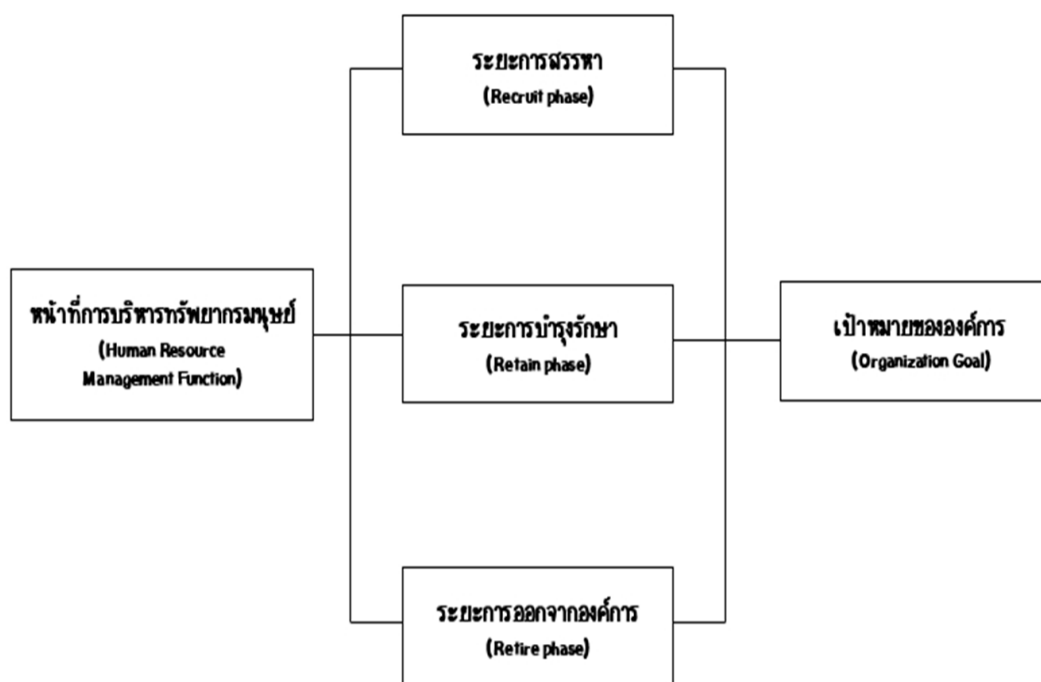 ระยะการสรรหา
(Recruit phase)
หน้าที่การบริหารทรัพยากรมนุษย์
(Human Resource
Management Function)
ระยะการบำรุงรักษา
(Retain phase)
เป้าหมายขององค์การ
(Organization Goal)
ระยะการออกจากองค์การ
(Retire phase)